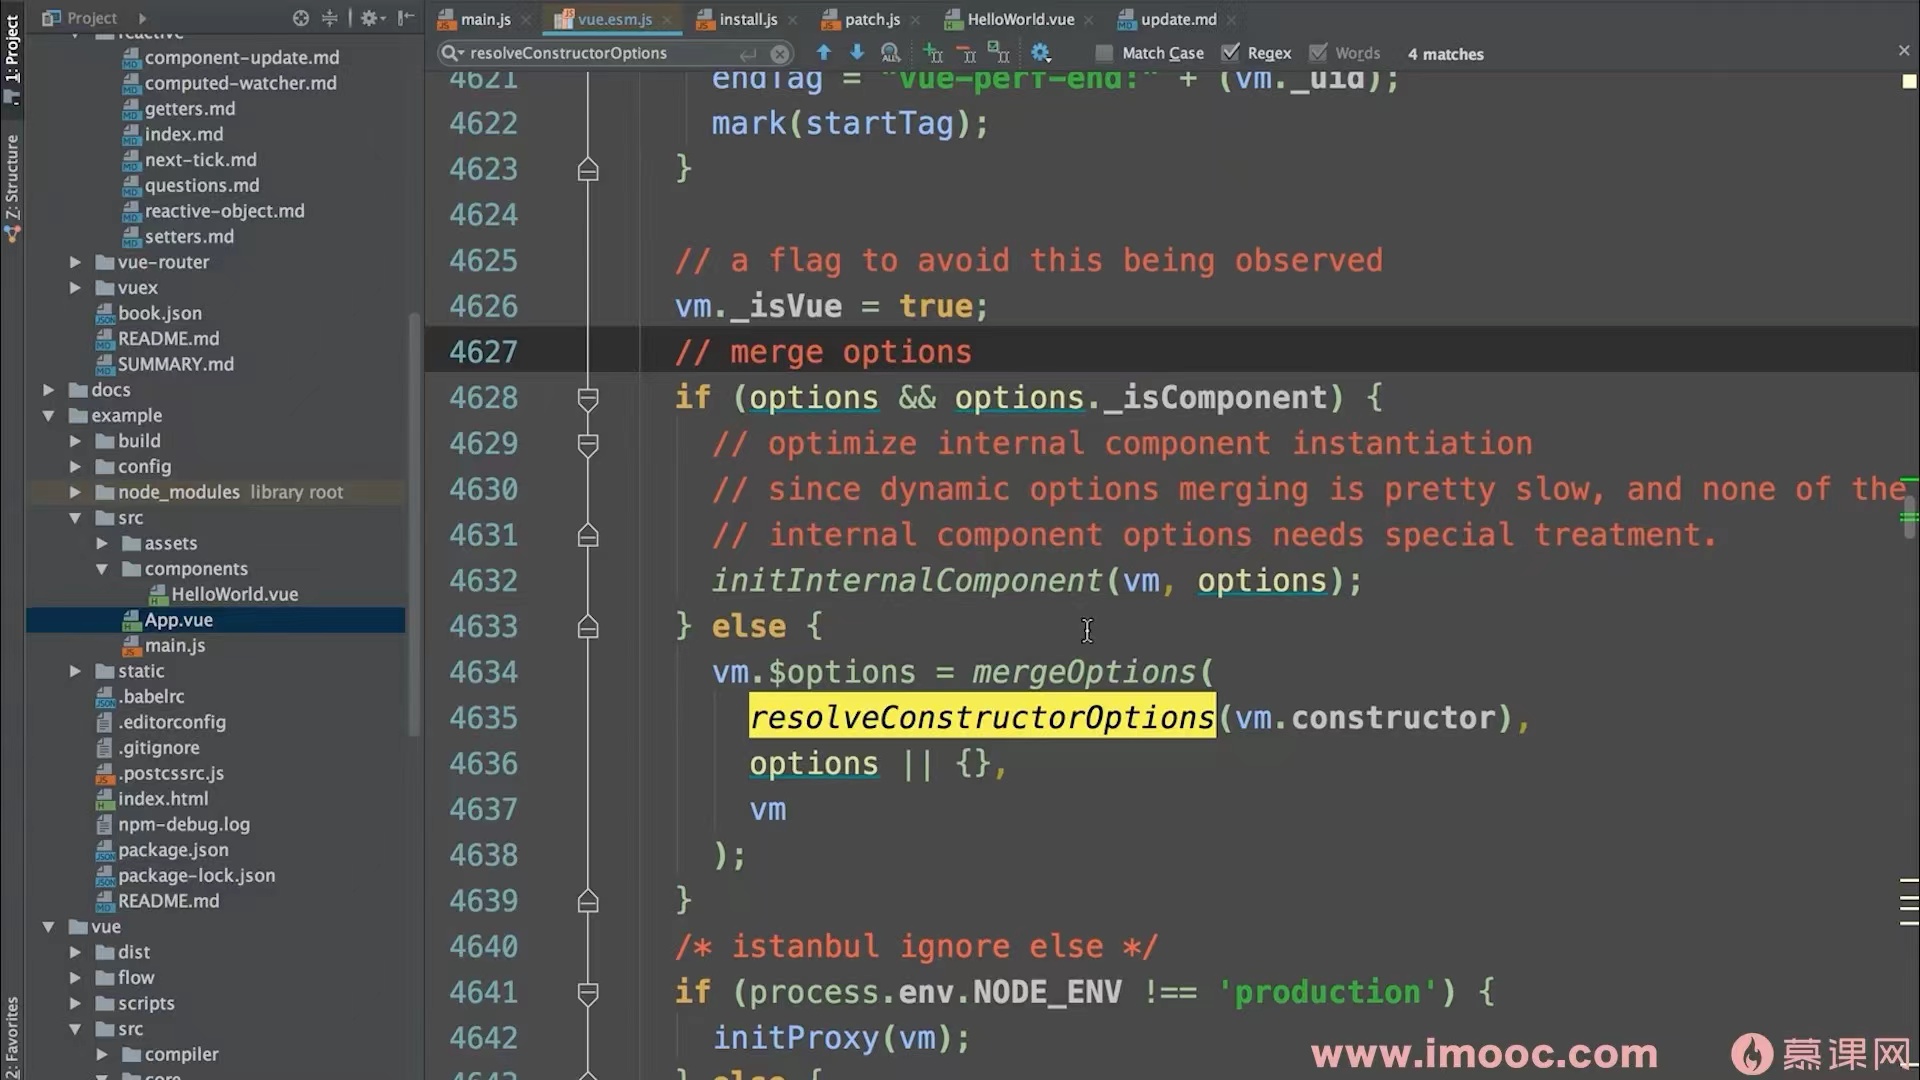 Project
main.js
vue.esm.js
install.js
patch.js
HelloWorld.vue
update.md
resolveConstructorOptions
Match Case
Regex
Words
4 matches
1: Project
Z: Structure
2: Favorites
reactive
component-update.md
computed-watcher.md
getters.md
index.md
next-tick.md
questions.md
reactive-object.md
setters.md
vue-router
vuex
book.json
README.md
SUMMARY.md
docs
example
build
config
node_modules library root
src
assets
components
HelloWorld.vue
App.vue
main.js
static
.babelrc
.editorconfig
.gitignore
.postcssrc.js
index.html
npm-debug.log
package.json
package-lock.json
README.md
vue
dist
flow
scripts
src
compiler
core
4621 endTag = "vue-perf-end:" + (vm._uid);
4622 mark(startTag);
4623 }
4624
4625 // a flag to avoid this being observed
4626 vm._isVue = true;
4627 // merge options
4628 if (options && options._isComponent) {
4629 // optimize internal component instantiation
4630 // since dynamic options merging is pretty slow, and none of the
4631 // internal component options needs special treatment.
4632 initInternalComponent(vm, options);
4633 } else {
4634 vm.$options = mergeOptions(
4635 resolveConstructorOptions(vm.constructor),
4636 options || {},
4637 vm
4638 );
4639 }
4640 /* istanbul ignore else */
4641 if (process.env.NODE_ENV !== 'production') {
4642 initProxy(vm);
4643 } else {
www.imooc.com
慕课网